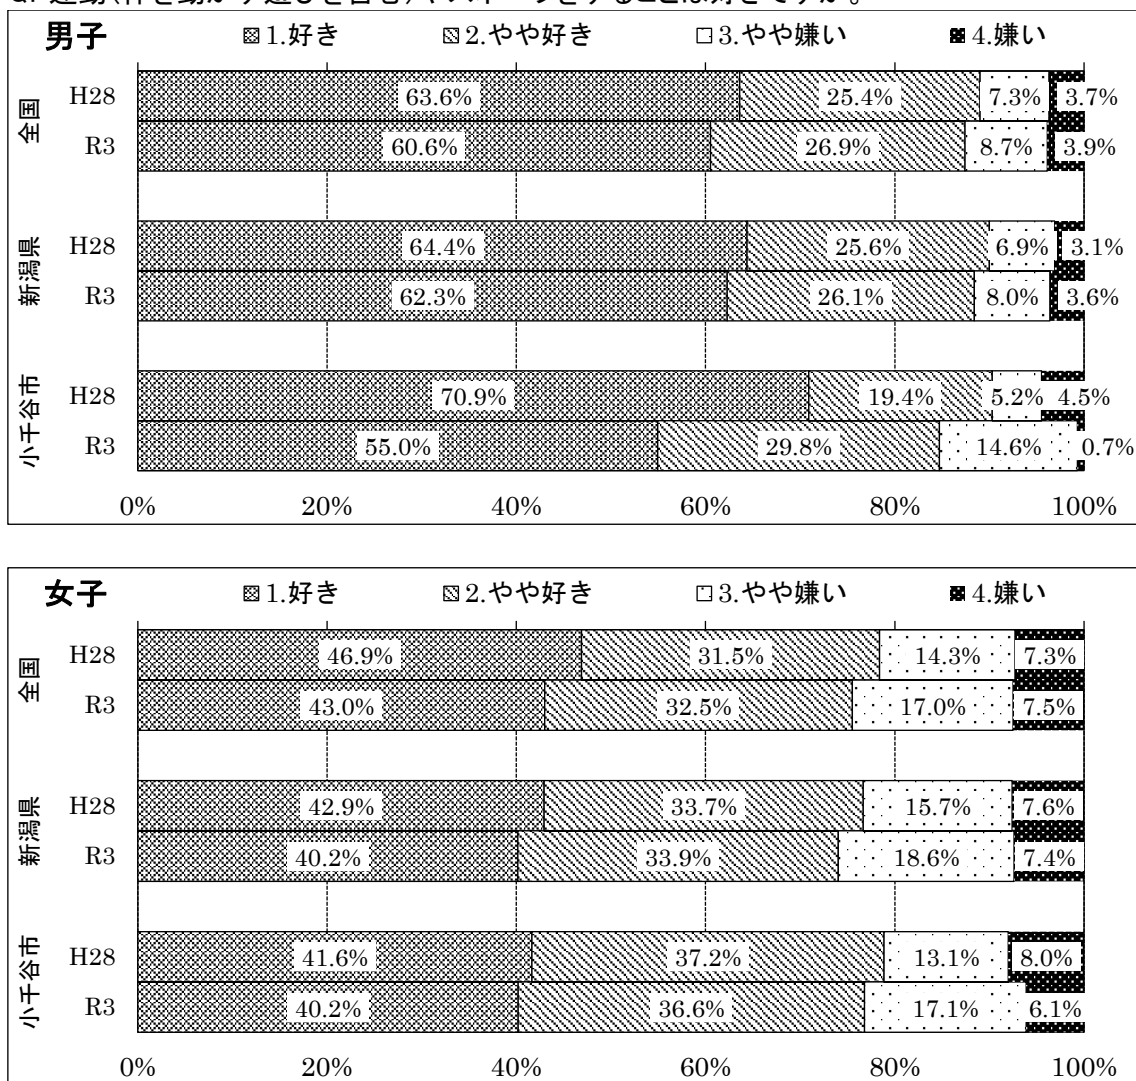 男子 1.好き 2.やや好き 3.やや嫌い 4.嫌い
全国
H28 63.6% 25.4% 7.3% 3.7%
R3 60.6% 26.9% 8.7% 3.9%
新潟県
H28 64.4% 25.6% 6.9% 3.1%
R3 62.3% 26.1% 8.0% 3.6%
小千谷市
H28 70.9% 19.4% 5.2% 4.5%
R3 55.0% 29.8% 14.6% 0.7%
0% 20% 40% 60% 80% 100%
女子 1.好き 2.やや好き 3.やや嫌い 4.嫌い
全国
H28 46.9% 31.5% 14.3% 7.3%
R3 43.0% 32.5% 17.0% 7.5%
新潟県
H28 42.9% 33.7% 15.7% 7.6%
R3 40.2% 33.9% 18.6% 7.4%
小千谷市
H28 41.6% 37.2% 13.1% 8.0%
R3 40.2% 36.6% 17.1% 6.1%
0% 20% 40% 60% 80% 100%